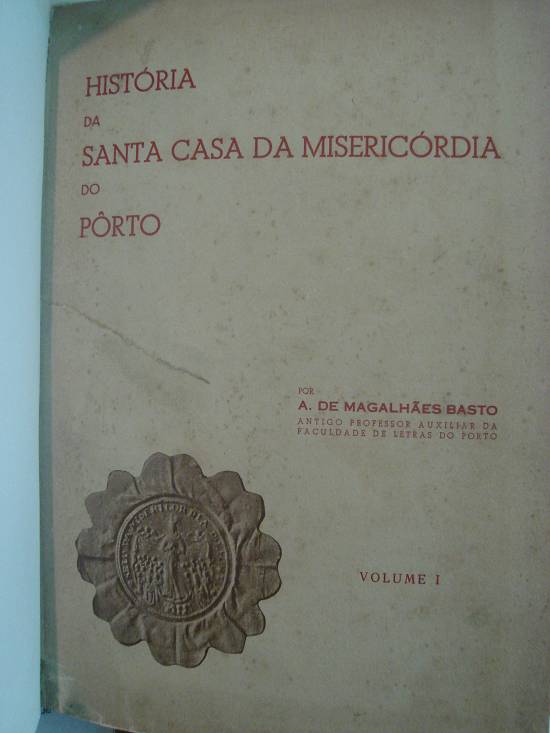 HISTÓRIA
DA
SANTA CASA DA MISERICÓRDIA
DO
PÔRTO
POR
A. DE MAGALHÃES BASTO
ANTIGO PROFESSOR AUXILIAR DA
FACULDADE DE LETRAS DO PORTO
VOLUME I